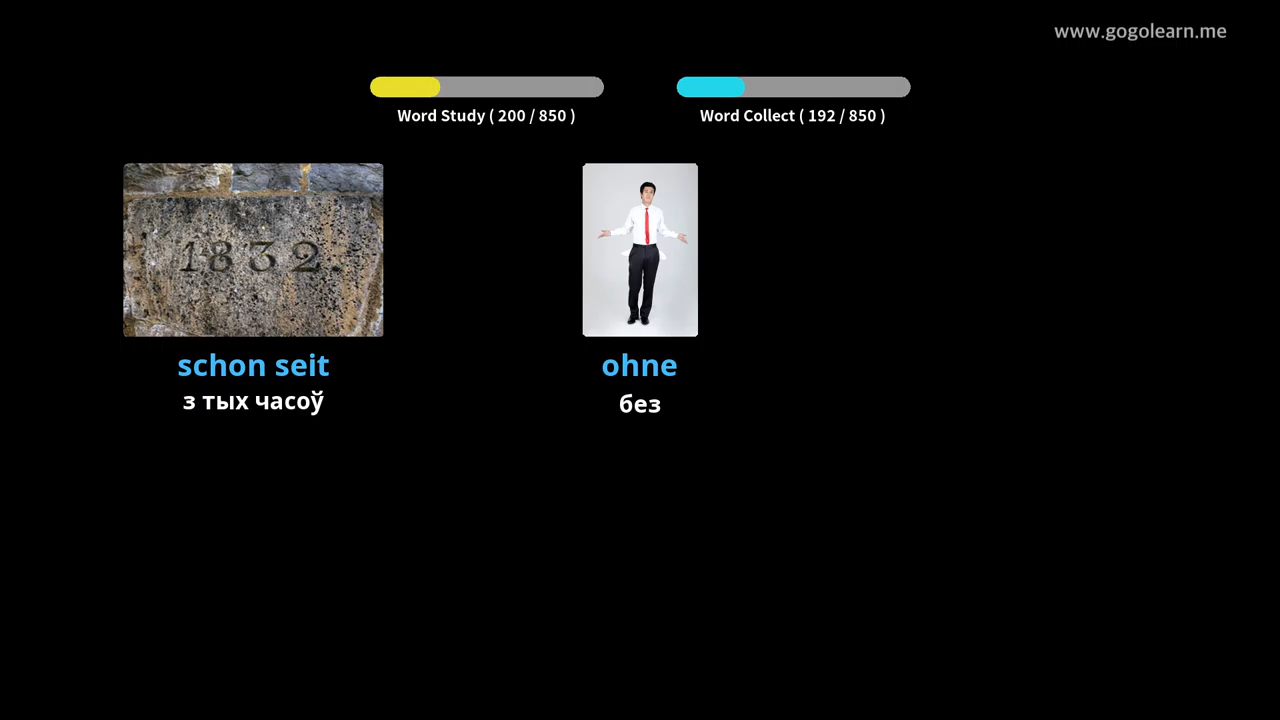 www.gogolearn.me
Word Study ( 200 / 850 )
Word Collect ( 192 / 850 )
1832.
schon seit
з тых часоў
ohne
без